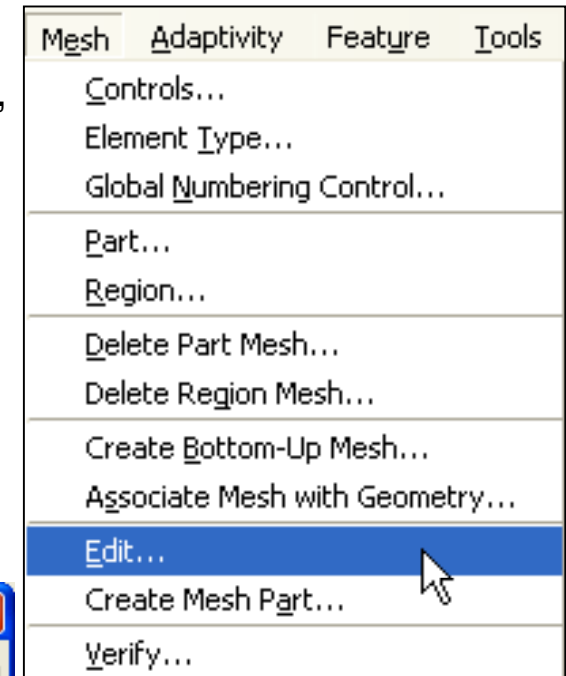 Mesh Adaptivity Feature Tools
,
Controls...
Element Type...
Global Numbering Control...
Part...
Region...
Delete Part Mesh...
Delete Region Mesh...
Create Bottom-Up Mesh...
Associate Mesh with Geometry...
Edit...
Create Mesh Part...
Verify...